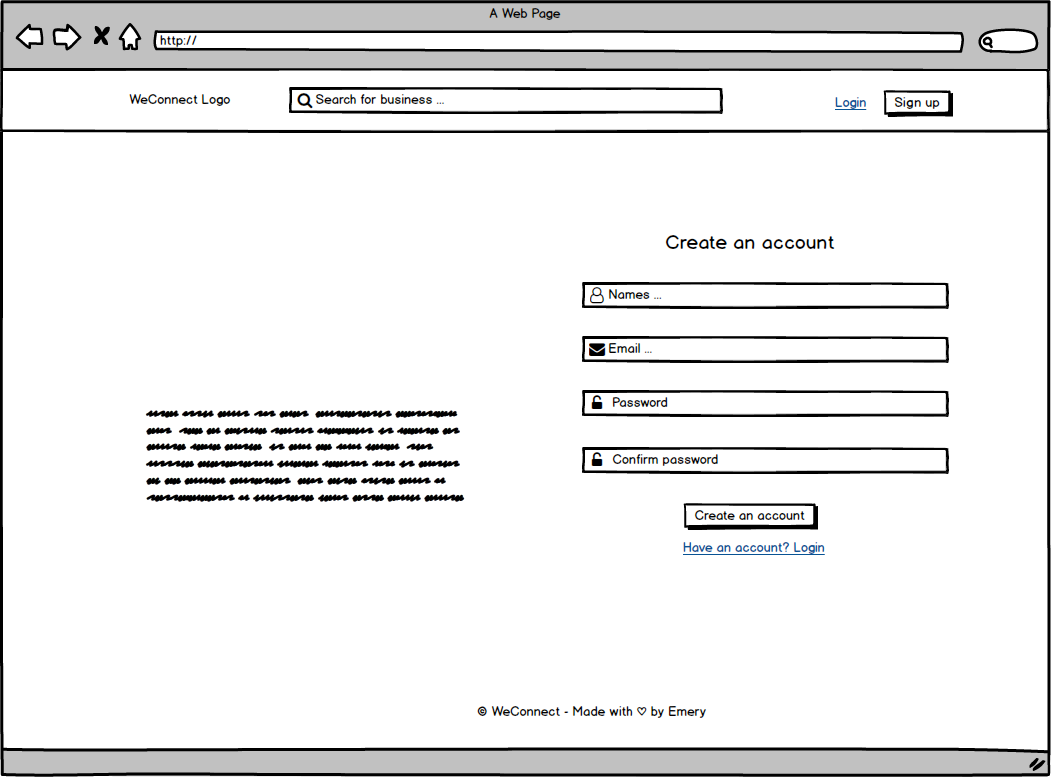 A Web Page
http://
WeConnect Logo
Search for business ...
Login
Sign up
Create an account
Names ...
Email ...
Password
Confirm password
Create an account
Have an account? Login
© WeConnect - Made with ♡ by Emery